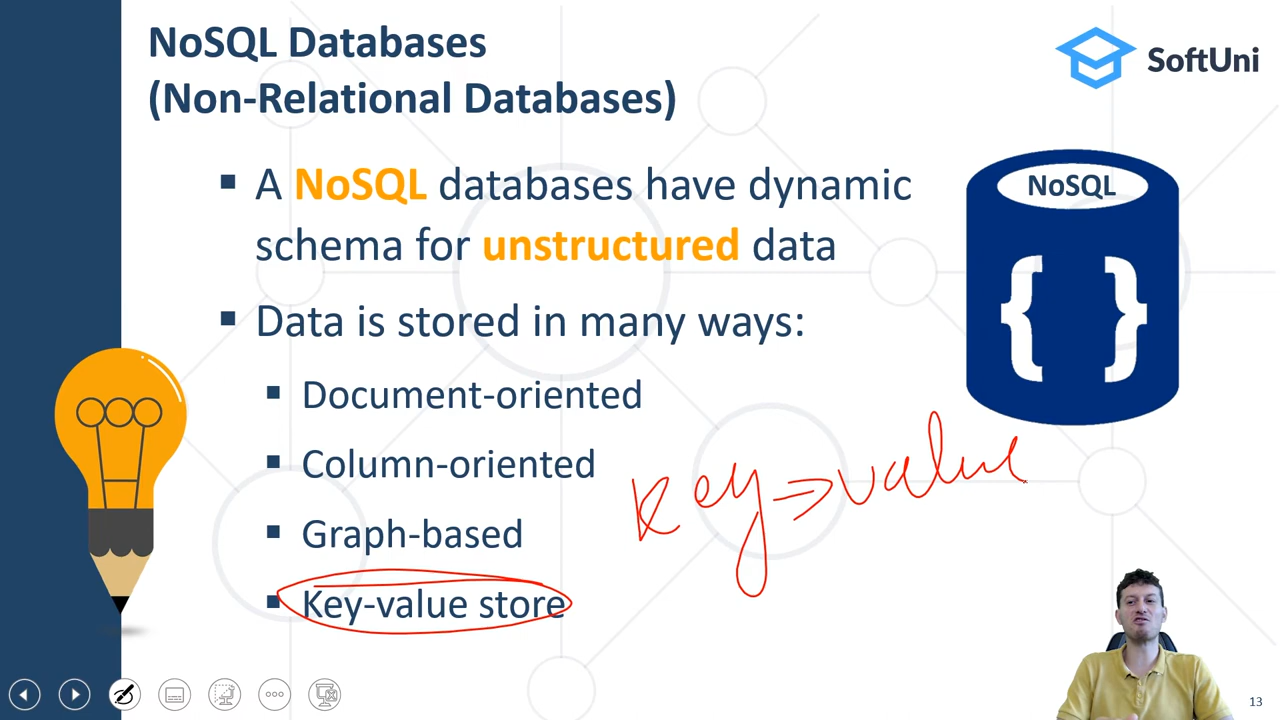 NoSQL Databases
(Non-Relational Databases)
SoftUni
A NoSQL databases have dynamic
schema for unstructured data
NoSQL
{ }
Data is stored in many ways:
Document-oriented
Column-oriented
Graph-based
Key-value store
Key=>value
13